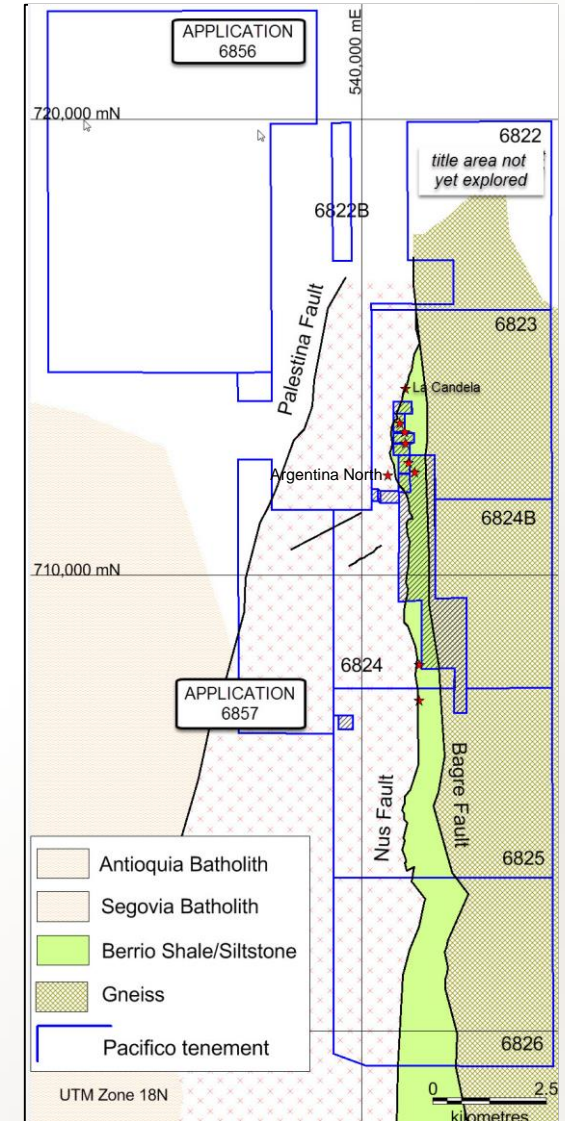 APPLICATION
6856
540,000 mE
720,000 mN
6822
title area not
yet explored
6822B
Palestina Fault
6823
La Candela
Argentina North
6824B
710,000 mN
6824
APPLICATION
6857
Nus Fault
Bagre Fault
6825
Antioquia Batholith
Segovia Batholith
Berrio Shale/Siltstone
Gneiss
Pacifico tenement
6826
UTM Zone 18N
0 2.5
kilometres